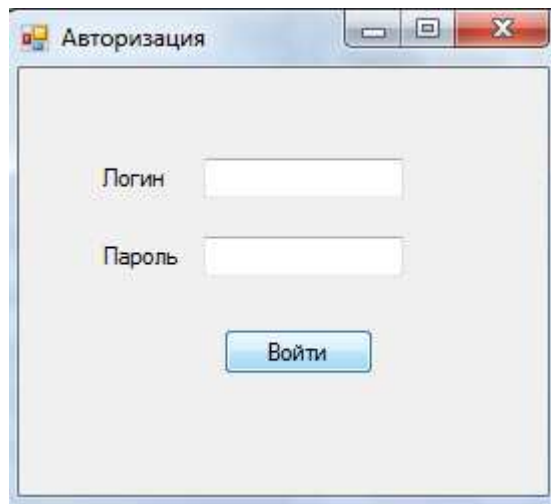 Авторизация
Логин
Пароль
Войти